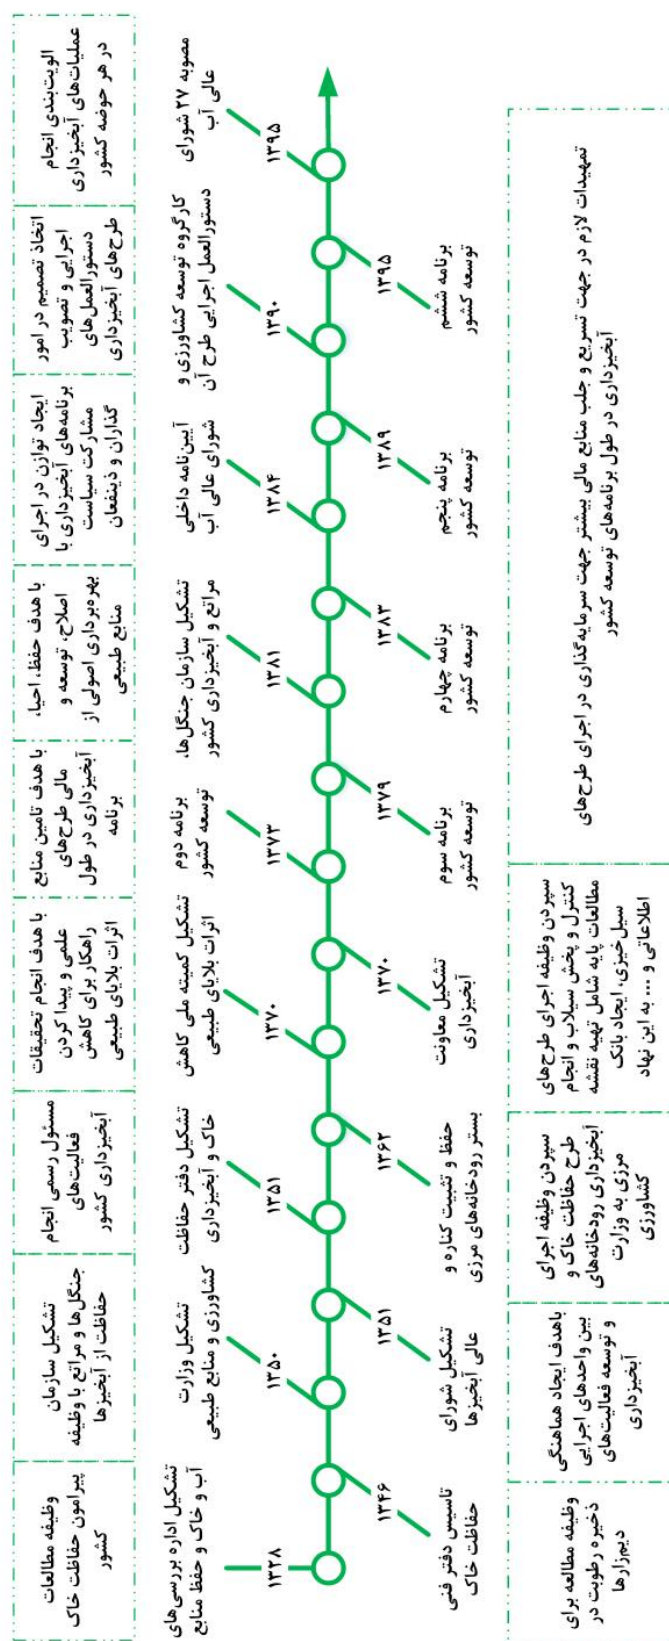 وظیفه مطالعات
پیرامون حفاظت خاک
کشور
تشکیل سازمان
جنگل‌ها و مراتع با وظیفه
حفاظت از آبخیزها
مسئول رسمی انجام
فعالیت‌های
آبخیزداری کشور
با هدف انجام تحقیقات
علمی و پیدا کردن
راهکار برای کاهش
اثرات بلایای طبیعی
با هدف تامین منابع
مالی طرح‌های
آبخیزداری در طول
برنامه
با هدف حفظ، احیا،
اصلاح، توسعه و
بهره‌برداری اصولی از
منابع طبیعی
ایجاد توازن در اجرای
برنامه‌های آبخیزداری با
مشارکت سیاست
گذاران و ذینفعان
اتخاذ تصمیم در امور
اجرایی و تصویب
دستورالعمل‌های
طرح‌های آبخیزداری
الویت‌بندی انجام
عملیات‌های آبخیزداری
در هر حوضه کشور
تشکیل اداره بررسی‌های
آب و خاک و حفظ منابع
۱۳۲۸
تشکیل وزارت
کشاورزی و منابع طبیعی
۱۳۵۰
تشکیل دفتر حفاظت
خاک و آبخیزداری
۱۳۵۱
تشکیل کمیته ملی کاهش
اثرات بلایای طبیعی
۱۳۷۰
برنامه دوم
توسعه کشور
۱۳۷۳
تشکیل سازمان جنگل‌ها،
مراتع و آبخیزداری کشور
۱۳۸۱
آیین‌نامه داخلی
شورای عالی آب
۱۳۸۴
کارگروه توسعه کشاورزی و
دستورالعمل اجرایی طرح آن
۱۳۹۰
مصوبه ۲۷ شورای
عالی آب
۱۳۹۵
۱۳۴۶
تاسیس دفتر فنی
حفاظت خاک
۱۳۵۱
تشکیل شورای
عالی آبخیزها
۱۳۶۲
حفظ و تثبیت کناره و
بستر رودخانه‌های مرزی
۱۳۷۰
تشکیل معاونت
آبخیزداری
۱۳۷۹
برنامه سوم
توسعه کشور
۱۳۸۳
برنامه چهارم
توسعه کشور
۱۳۸۹
برنامه پنجم
توسعه کشور
۱۳۹۵
برنامه ششم
توسعه کشور
وظیفه مطالعه برای
ذخیره رطوبت در
دیم‌زارها
باهدف ایجاد هماهنگی
بین واحدهای اجرایی
و توسعه فعالیت‌های
آبخیزداری
سپردن وظیفه اجرای
طرح حفاظت خاک و
آبخیزداری رودخانه‌های
مرزی به وزارت
کشاورزی
سپردن وظیفه اجرای طرح‌های
کنترل و پخش سیلاب و انجام
مطالعات پایه شامل تهیه نقشه
سیل‌خیزی، ایجاد بانک
اطلاعاتی و ... به این نهاد
تمهیدات لازم در جهت تسریع و جلب منابع مالی بیشتر جهت سرمایه‌گذاری در اجرای طرح‌های
آبخیزداری در طول برنامه‌های توسعه کشور